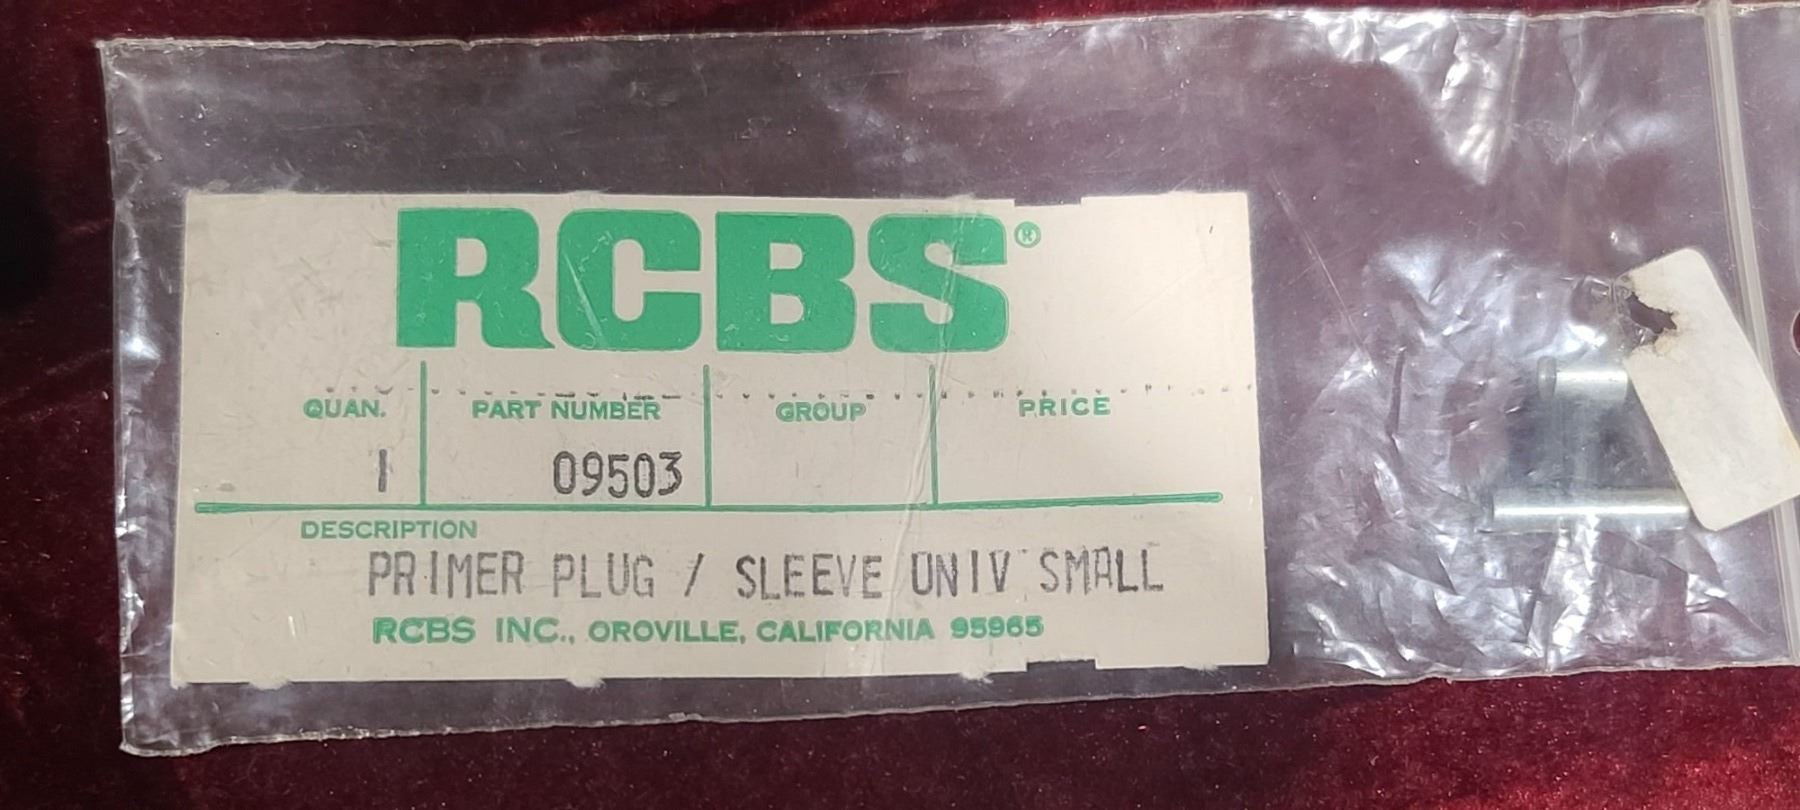 RCBS®
QUAN. PART NUMBER GROUP PRICE
1 09503
DESCRIPTION
PRIMER PLUG / SLEEVE UNIV SMALL
RCBS INC., OROVILLE, CALIFORNIA 95965